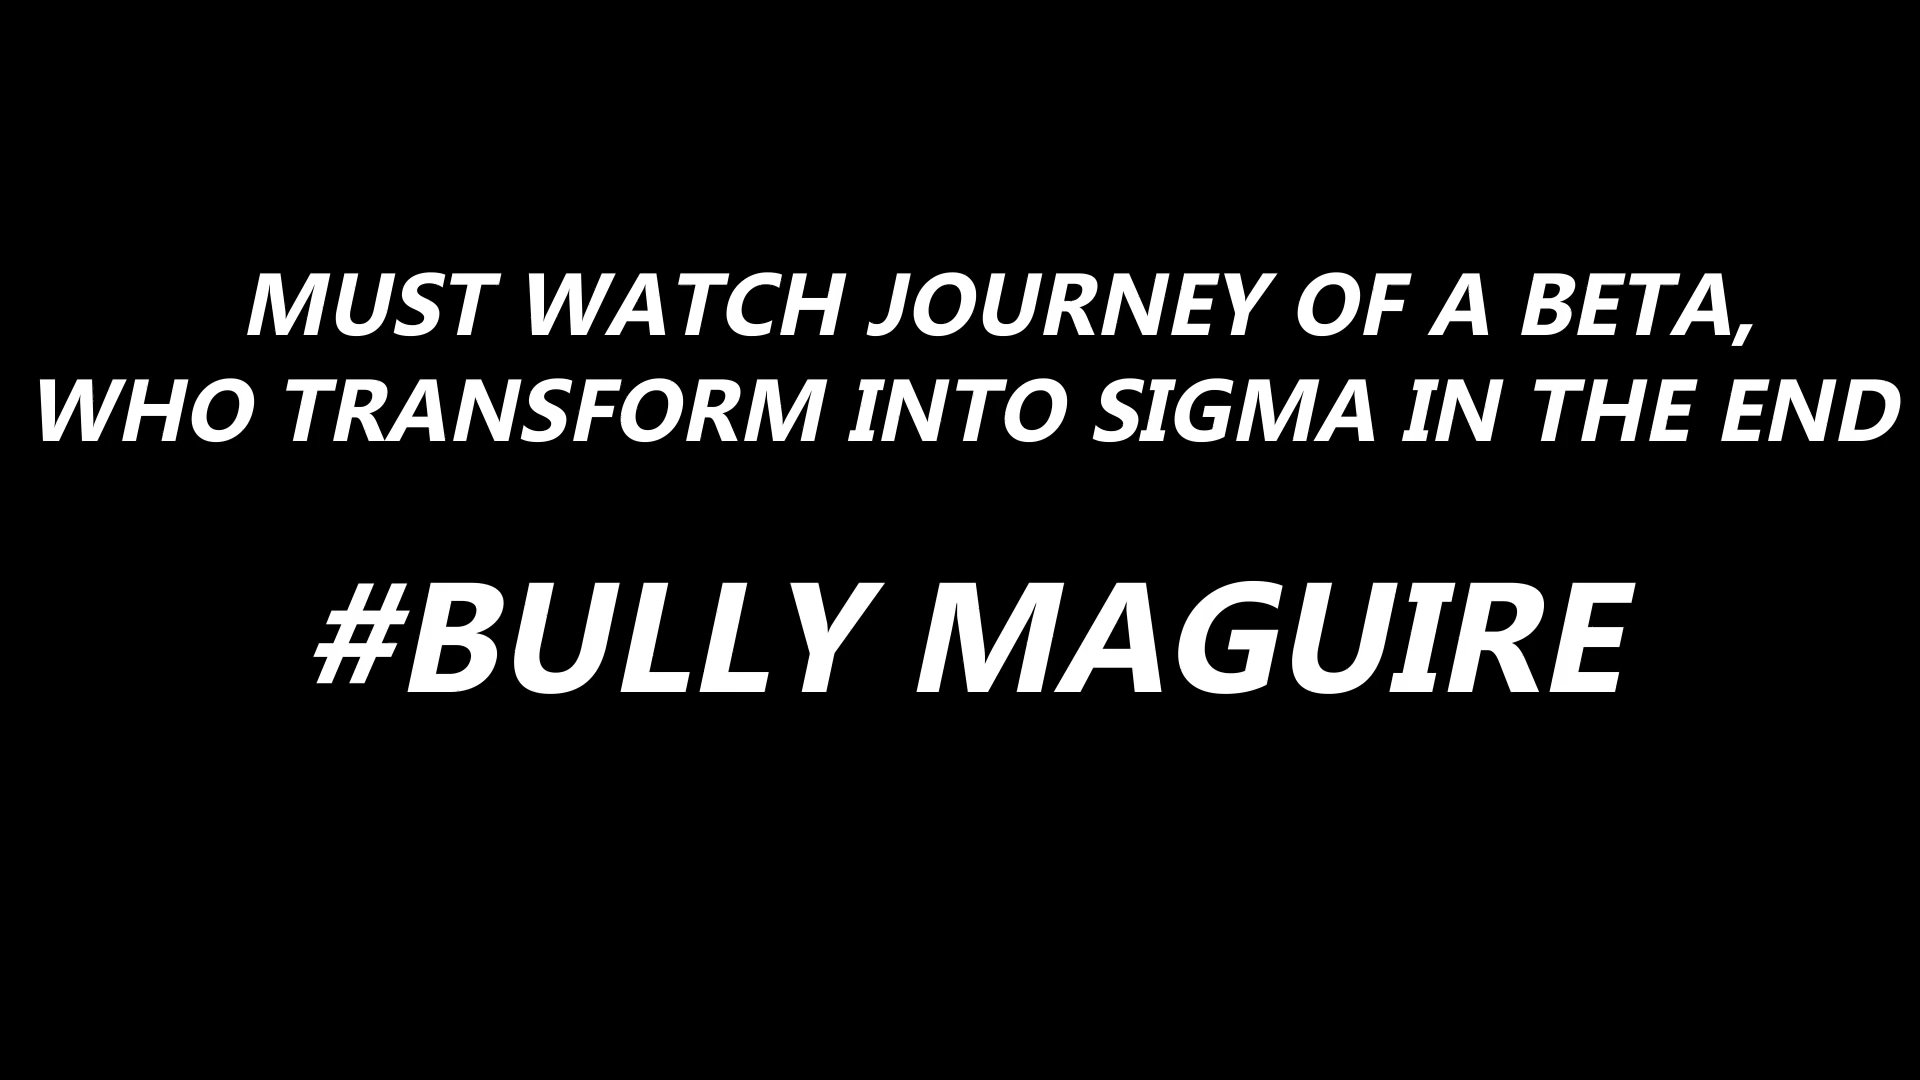 MUST WATCH JOURNEY OF A BETA,
WHO TRANSFORM INTO SIGMA IN THE END
#BULLY MAGUIRE